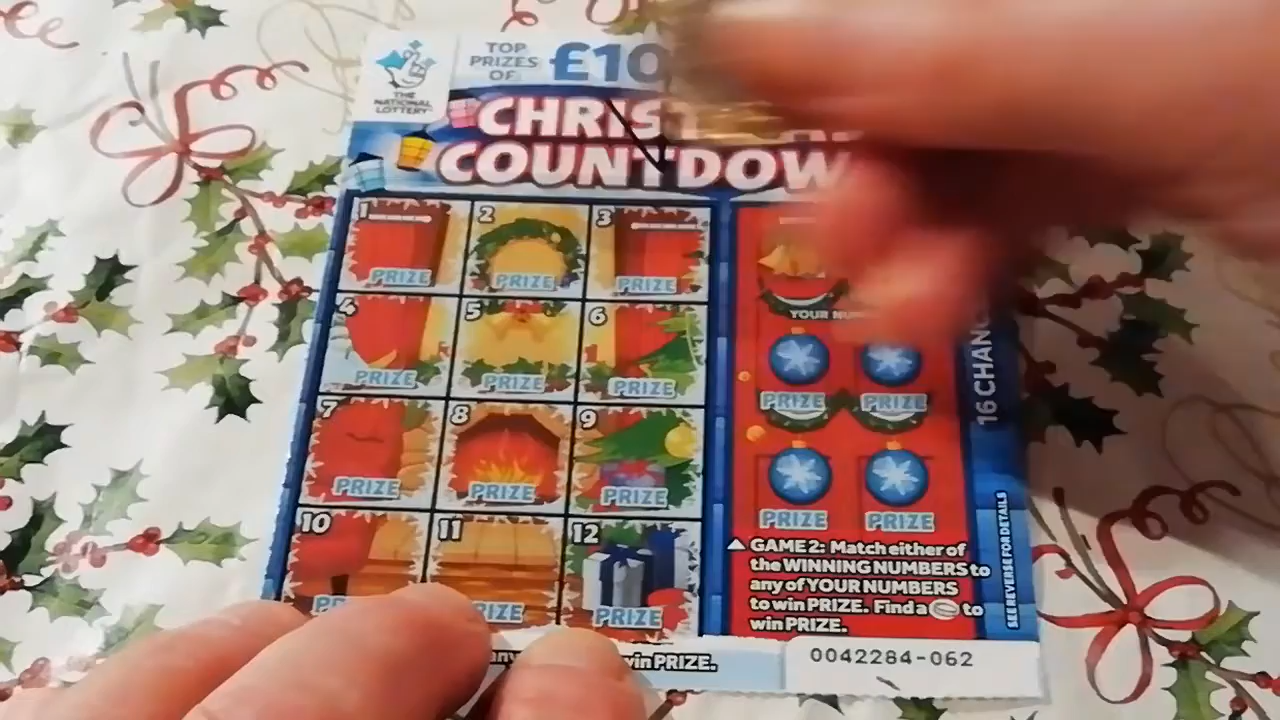 TOP
PRIZES
OF:
£10
THE
NATIONAL
LOTTERY
CHRIS
COUNTDOW
1 2 3
PRIZE PRIZE PRIZE
4 5 6
PRIZE PRIZE PRIZE
7 8 9
PRIZE PRIZE PRIZE
10 11 12
PRIZE
YOUR
PRIZE PRIZE
PRIZE PRIZE
GAME 2: Match either of
the WINNING NUMBERS to
any of YOUR NUMBERS
to win PRIZE. Find a to
win PRIZE.
16 CHANC
SEE REVERSE FOR DETAILS
any win PRIZE.
0042284-062